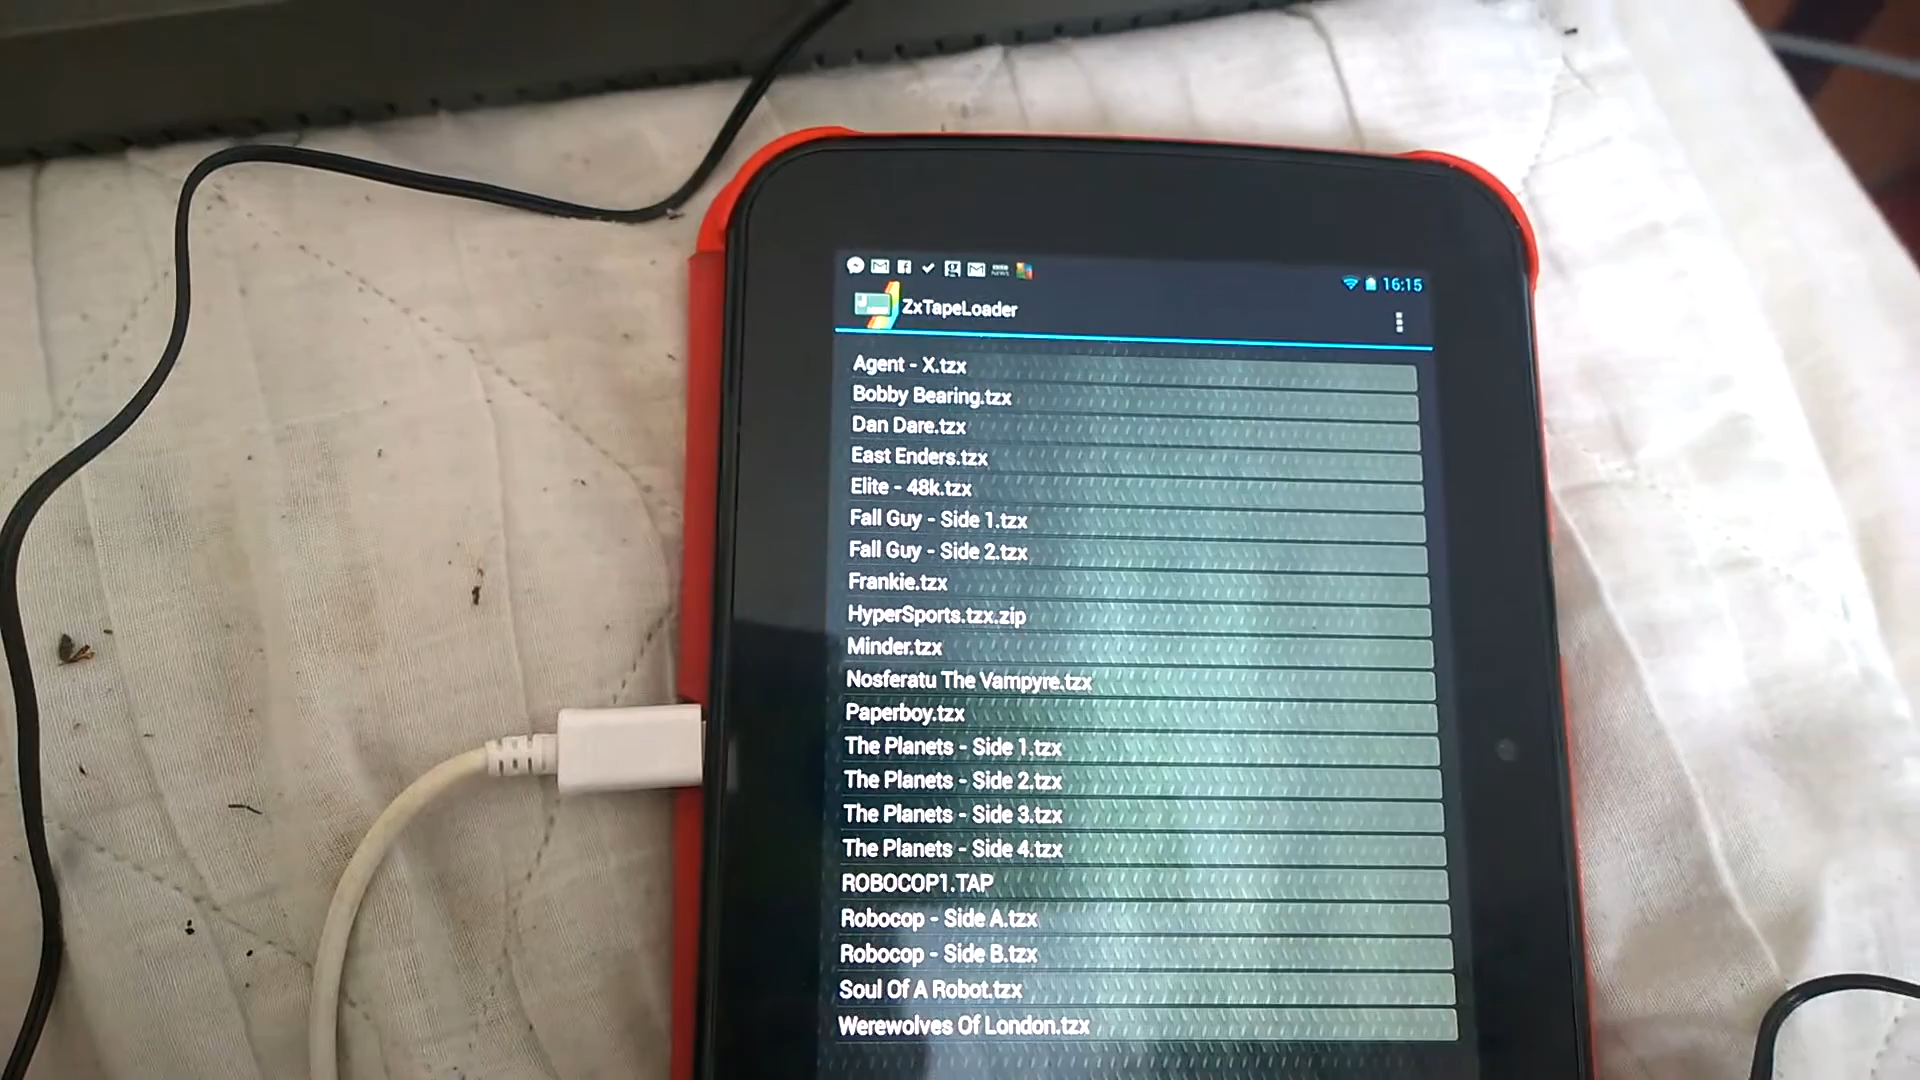 16:15
ZxTapeLoader
Agent - X.tzx
Bobby Bearing.tzx
Dan Dare.tzx
East Enders.tzx
Elite - 48k.tzx
Fall Guy - Side 1.tzx
Fall Guy - Side 2.tzx
Frankie.tzx
HyperSports.tzx.zip
Minder.tzx
Nosferatu The Vampyre.tzx
Paperboy.tzx
The Planets - Side 1.tzx
The Planets - Side 2.tzx
The Planets - Side 3.tzx
The Planets - Side 4.tzx
ROBOCOP1.TAP
Robocop - Side A.tzx
Robocop - Side B.tzx
Soul Of A Robot.tzx
Werewolves Of London.tzx